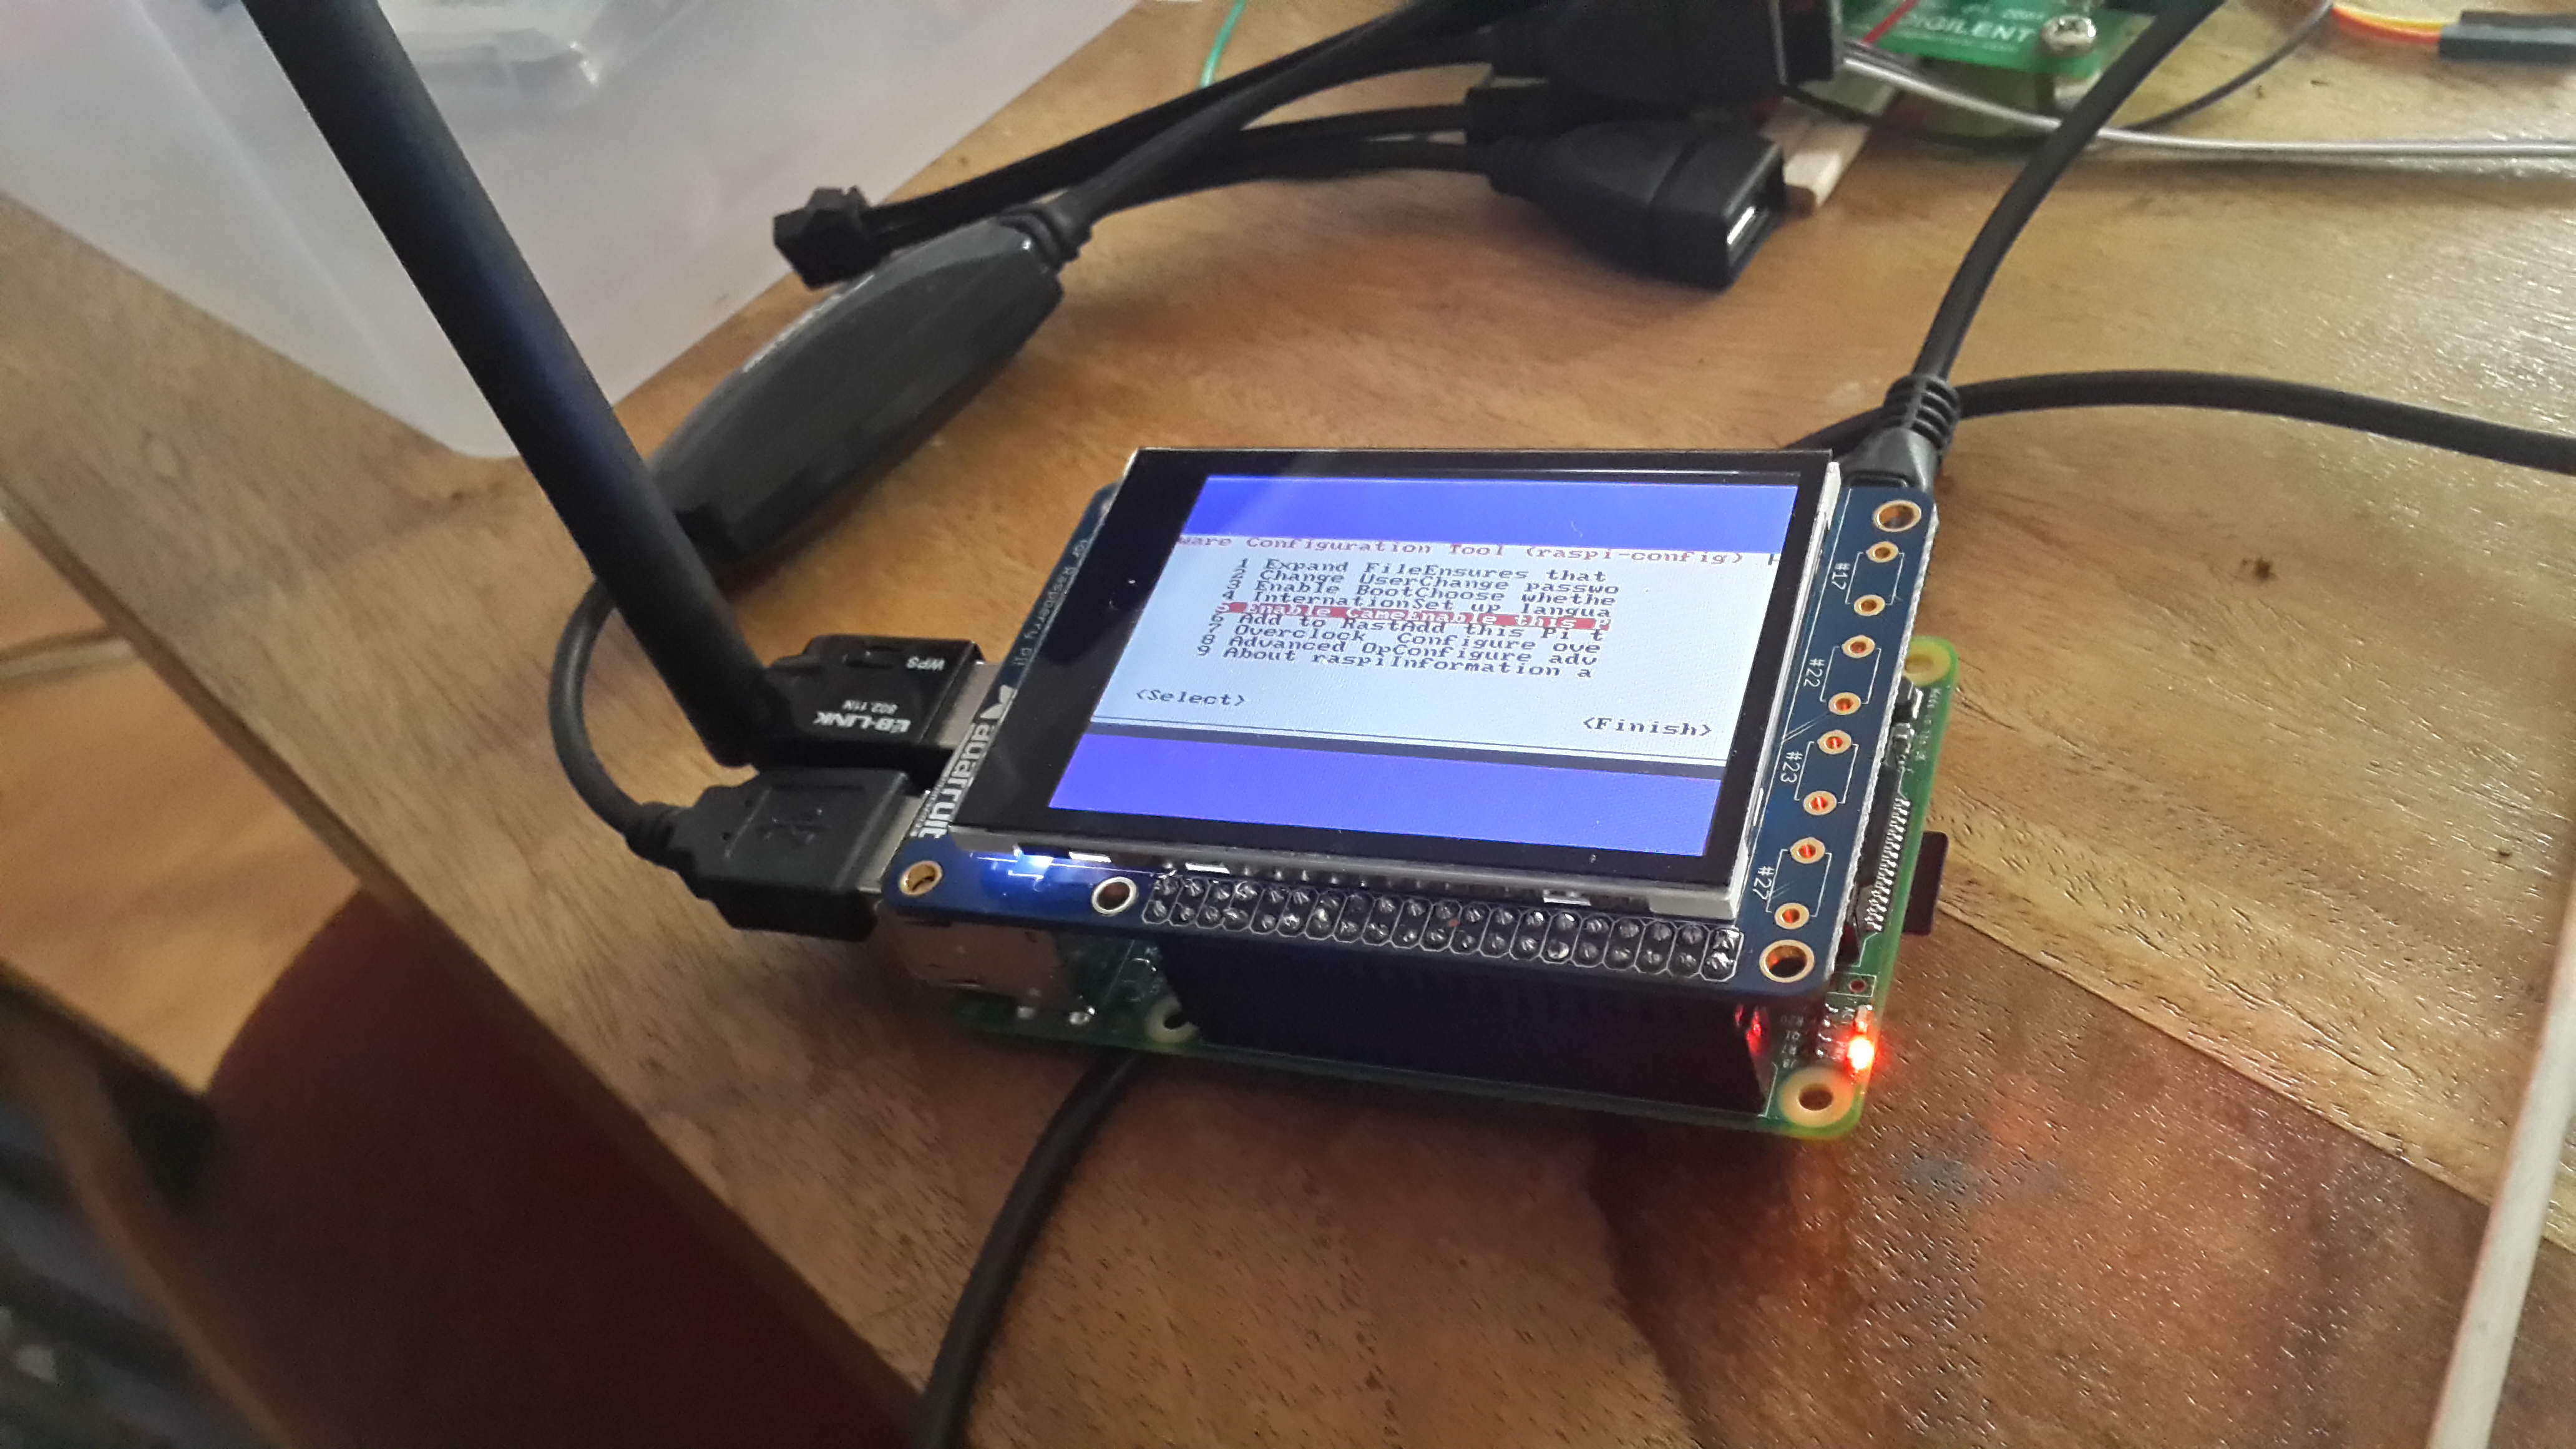 DIGILENT
ware Configuration Tool (raspi-config)
1 Expand FileEnsures that
2 Change UserChange passwo
3 Enable BootChoose whethe
4 InternationSet up langua
5 Enable CameEnable this P
6 Add to RastAdd this Pi t
7 Overclock Configure ove
8 Advanced OpConfigure adv
9 About raspiInformation a
<Select>
<Finish>
WPS
802.11N
EB-LINK
adafruit
Raspberry Pi!
#17
#22
#23
#27